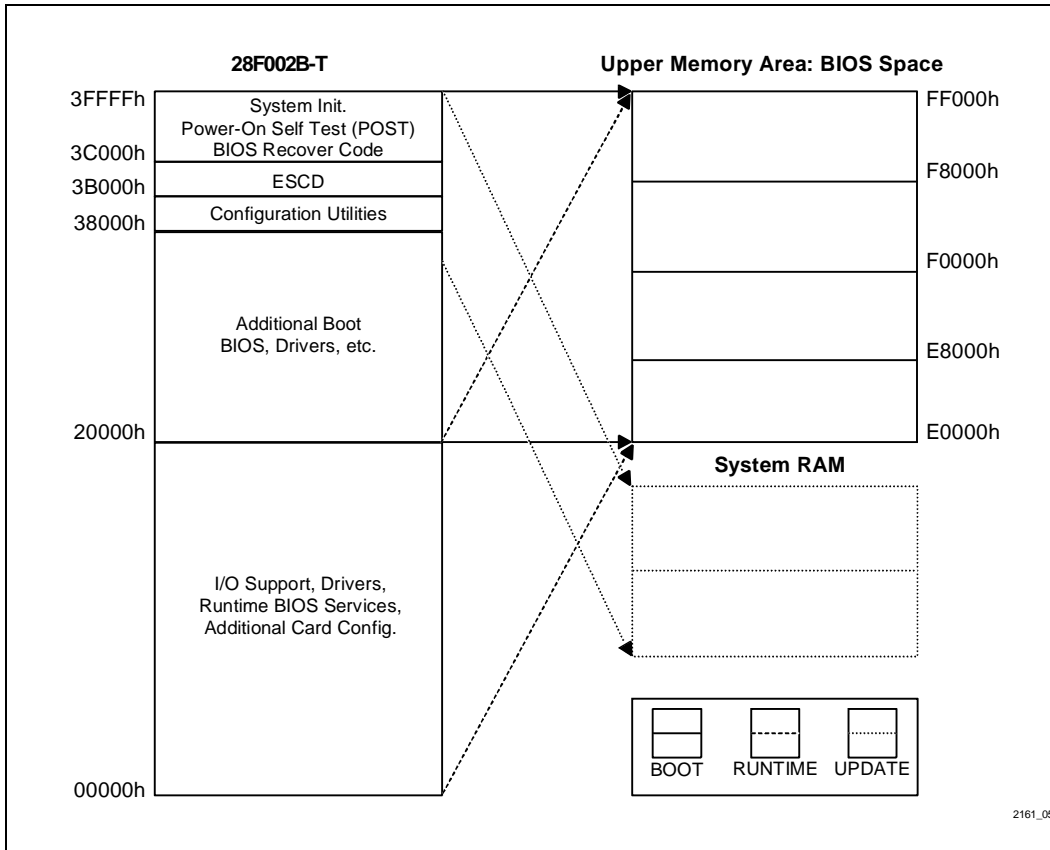 28F002B-T
3FFFFh
System Init.
Power-On Self Test (POST)
BIOS Recover Code
3C000h
ESCD
3B000h
Configuration Utilities
38000h
Additional Boot
BIOS, Drivers, etc.
20000h
I/O Support, Drivers,
Runtime BIOS Services,
Additional Card Config.
00000h
Upper Memory Area: BIOS Space
FF000h
F8000h
F0000h
E8000h
E0000h
System RAM
BOOT RUNTIME UPDATE
2161_05